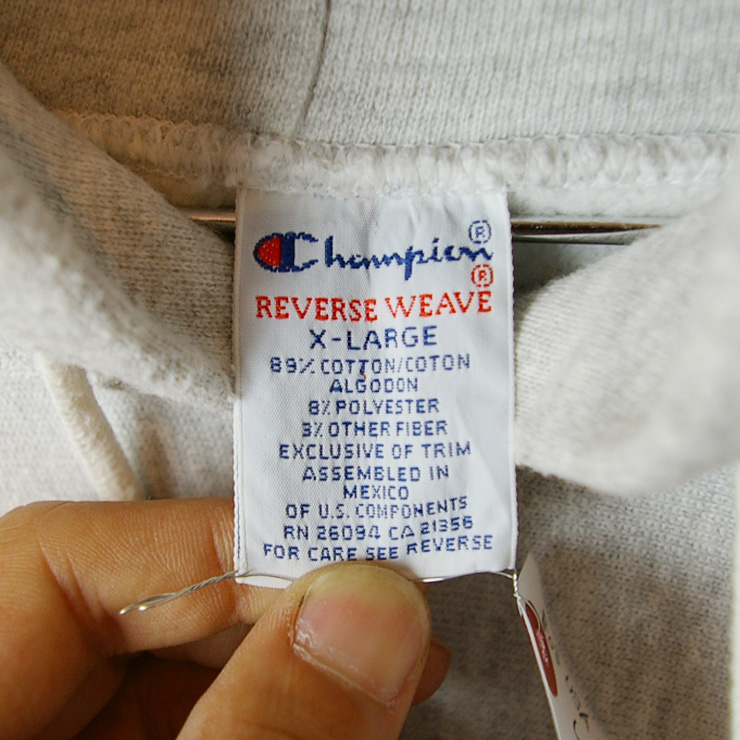 Champion®
REVERSE WEAVE®
X-LARGE
89% COTTON/COTON
ALGODON
8% POLYESTER
3% OTHER FIBER
EXCLUSIVE OF TRIM
ASSEMBLED IN
MEXICO
OF U.S. COMPONENTS
RN 26094 CA 21356
FOR CARE SEE REVERSE